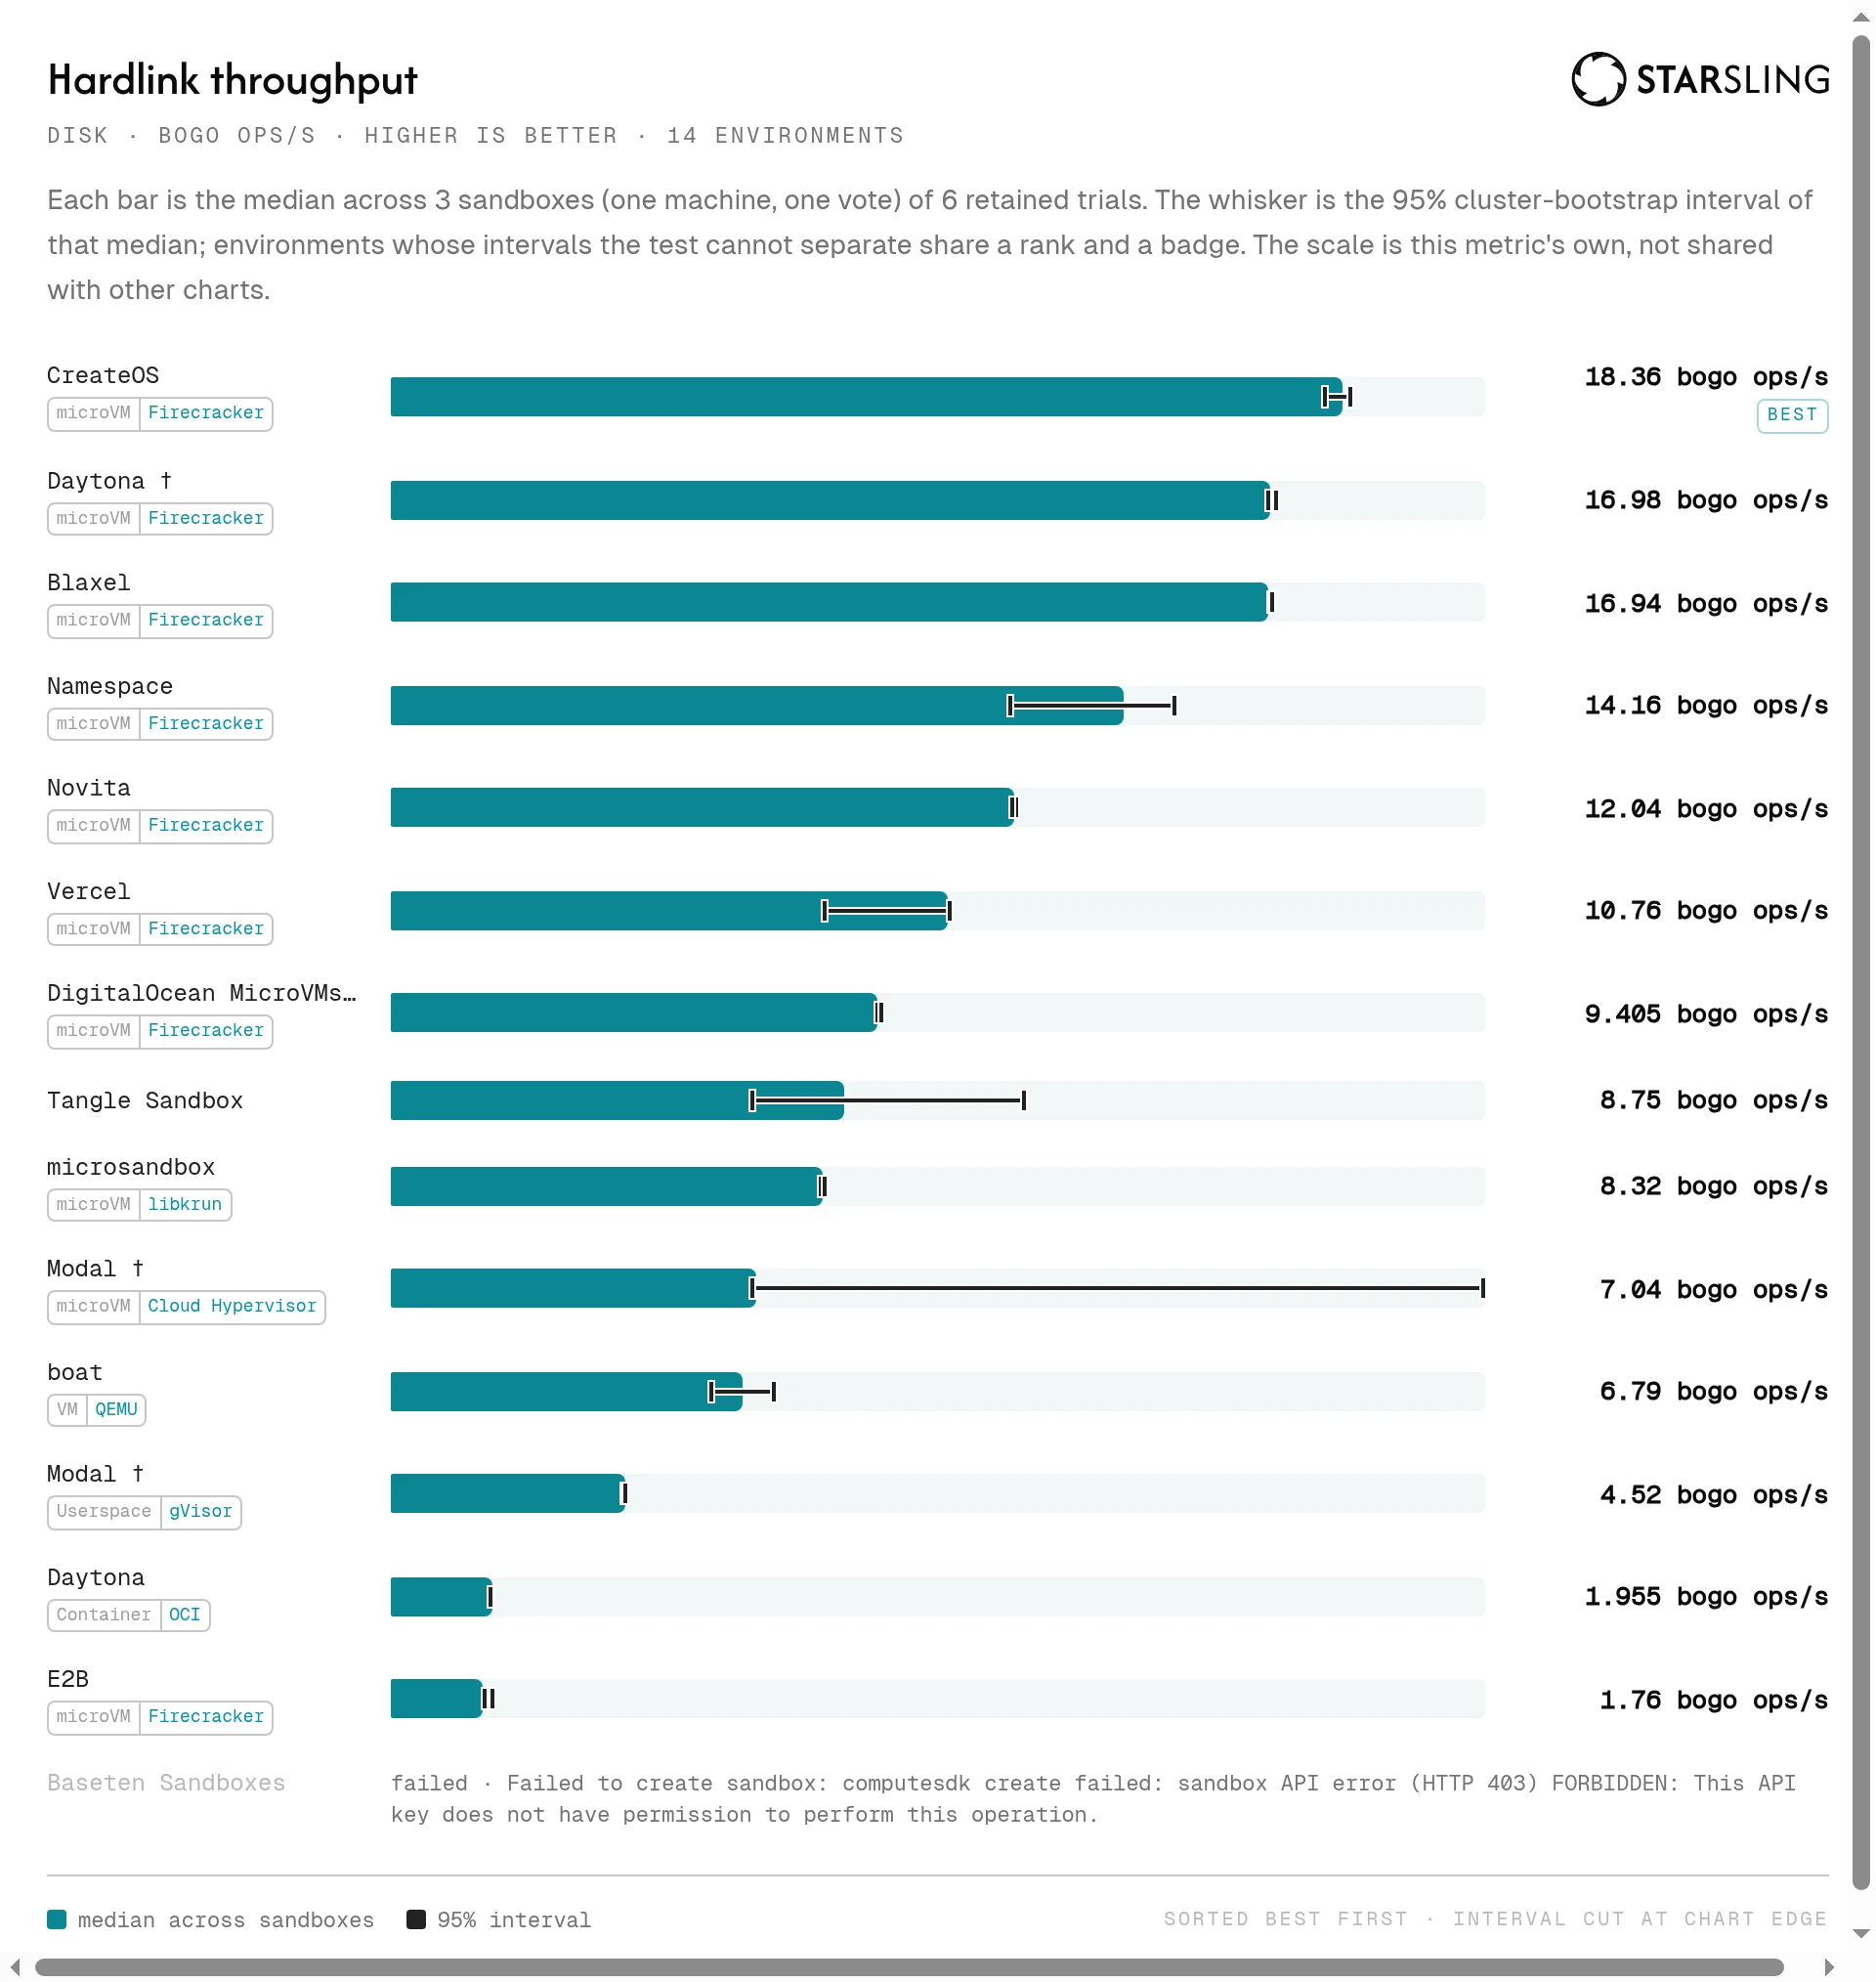 Hardlink throughput
STARSLING
DISK · BOGO OPS/S · HIGHER IS BETTER · 14 ENVIRONMENTS
Each bar is the median across 3 sandboxes (one machine, one vote) of 6 retained trials. The whisker is the 95% cluster-bootstrap interval of
that median; environments whose intervals the test cannot separate share a rank and a badge. The scale is this metric's own, not shared
with other charts.
CreateOS
microVM Firecracker
18.36 bogo ops/s
BEST
Daytona †
microVM Firecracker
16.98 bogo ops/s
Blaxel
microVM Firecracker
16.94 bogo ops/s
Namespace
microVM Firecracker
14.16 bogo ops/s
Novita
microVM Firecracker
12.04 bogo ops/s
Vercel
microVM Firecracker
10.76 bogo ops/s
DigitalOcean MicroVMs…
microVM Firecracker
9.405 bogo ops/s
Tangle Sandbox
8.75 bogo ops/s
microsandbox
microVM libkrun
8.32 bogo ops/s
Modal †
microVM Cloud Hypervisor
7.04 bogo ops/s
boat
VM QEMU
6.79 bogo ops/s
Modal †
Userspace gVisor
4.52 bogo ops/s
Daytona
Container OCI
1.955 bogo ops/s
E2B
microVM Firecracker
1.76 bogo ops/s
Baseten Sandboxes
failed · Failed to create sandbox: computesdk create failed: sandbox API error (HTTP 403) FORBIDDEN: This API
key does not have permission to perform this operation.
median across sandboxes
95% interval
SORTED BEST FIRST · INTERVAL CUT AT CHART EDGE